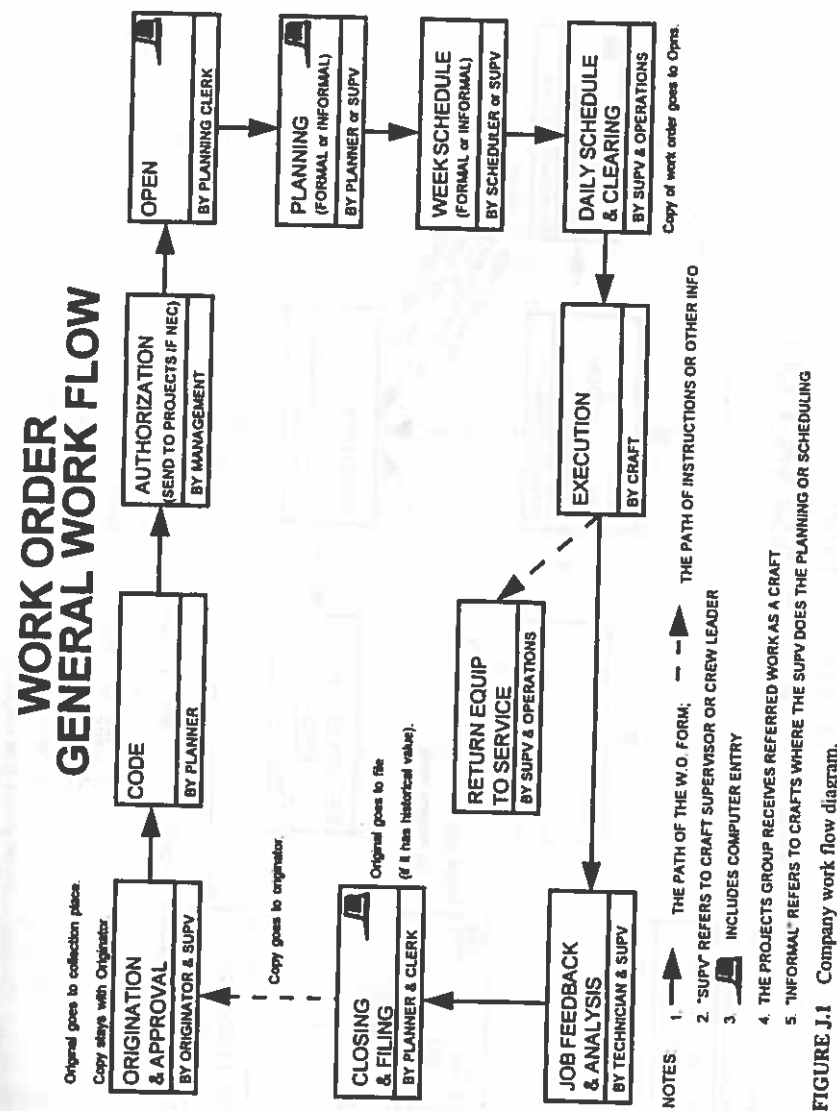 WORK ORDER
GENERAL WORK FLOW
Original goes to collection place.
Copy stays with Originator
ORIGINATION
& APPROVAL
BY ORIGINATOR & SUPV
CODE
BY PLANNER
AUTHORIZATION
(SEND TO PROJECTS IF NEC)
BY MANAGEMENT
OPEN
BY PLANNING CLERK
PLANNING
(FORMAL or INFORMAL)
BY PLANNER or SUPV
WEEK SCHEDULE
(FORMAL or INFORMAL)
BY SCHEDULER or SUPV
DAILY SCHEDULE
& CLEARING
BY SUPV & OPERATIONS
Copy of work order goes to Opns.
EXECUTION
BY CRAFT
RETURN EQUIP
TO SERVICE
BY SUPV & OPERATIONS
JOB FEEDBACK
& ANALYSIS
BY TECHNICIAN & SUPV
CLOSING
& FILING
BY PLANNER & CLERK
Original goes to file
(if it has historical value).
Copy goes to originator.
NOTES: 1. THE PATH OF THE W.O. FORM; THE PATH OF INSTRUCTIONS OR OTHER INFO
2. "SUPV" REFERS TO CRAFT SUPERVISOR OR CREW LEADER
3. INCLUDES COMPUTER ENTRY
4. THE PROJECTS GROUP RECEIVES REFERRED WORK AS A CRAFT
5. "INFORMAL" REFERS TO CRAFTS WHERE THE SUPV DOES THE PLANNING OR SCHEDULING
FIGURE J.1 Company work flow diagram.